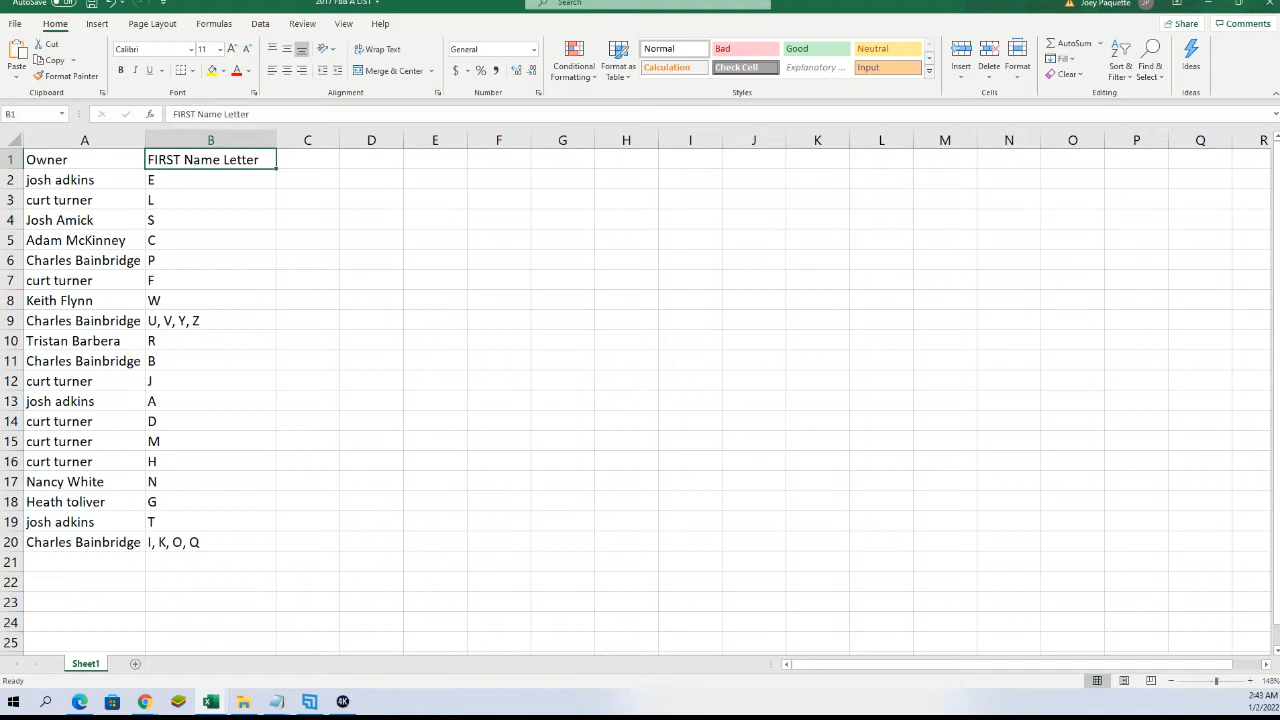 AutoSave Off 2017 FBB A LIST Search Joey Paquette JP
File Home Insert Page Layout Formulas Data Review View Help Share Comments
Paste Cut Copy Format Painter Clipboard
Calibri 11 B I U A Font
Wrap Text Merge & Center Alignment
General $ % , Number
Conditional Formatting Format as Table
Normal Bad Good Neutral
Calculation Check Cell Explanatory ... Input
Styles
Insert Delete Format Cells
AutoSum Fill Clear Sort & Filter Find & Select Editing
Ideas Ideas
B1 fx FIRST Name Letter
A B C D E F G H I J K L M N O P Q R
1 Owner FIRST Name Letter
2 josh adkins E
3 curt turner L
4 Josh Amick S
5 Adam McKinney C
6 Charles Bainbridge P
7 curt turner F
8 Keith Flynn W
9 Charles Bainbridge U, V, Y, Z
10 Tristan Barbera R
11 Charles Bainbridge B
12 curt turner J
13 josh adkins A
14 curt turner D
15 curt turner M
16 curt turner H
17 Nancy White N
18 Heath toliver G
19 josh adkins T
20 Charles Bainbridge I, K, O, Q
21
22
23
24
25
Sheet1
Ready 148%
4K 2:43 AM
1/2/2022